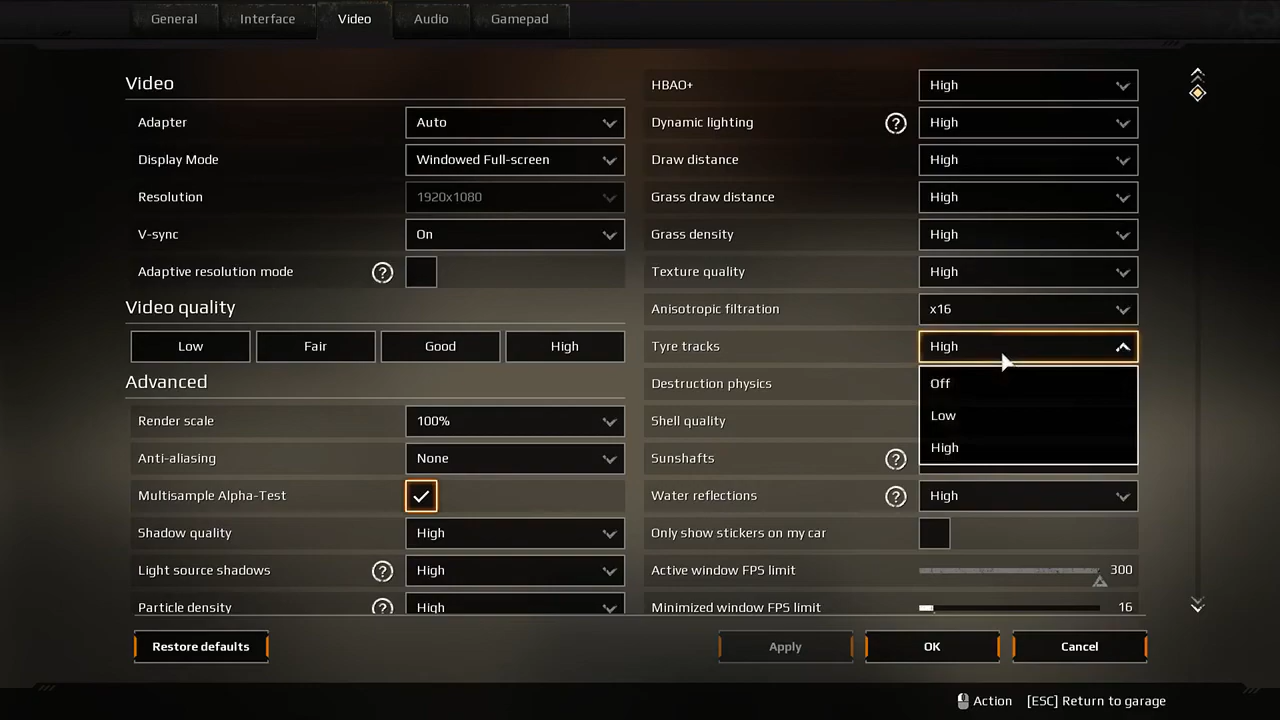 General Interface Video Audio Gamepad
Video
Adapter Auto
Display Mode Windowed Full-screen
Resolution 1920x1080
V-sync On
Adaptive resolution mode ?
Video quality
Low Fair Good High
Advanced
Render scale 100%
Anti-aliasing None
Multisample Alpha-Test
Shadow quality High
Light source shadows ? High
Particle density ? High
HBAO+ High
Dynamic lighting ? High
Draw distance High
Grass draw distance High
Grass density High
Texture quality High
Anisotropic filtration x16
Tyre tracks High
Off
Low
High
Destruction physics
Shell quality
Sunshafts ?
Water reflections ? High
Only show stickers on my car
Active window FPS limit 300
Minimized window FPS limit 16
Restore defaults Apply OK Cancel
Action [ESC] Return to garage